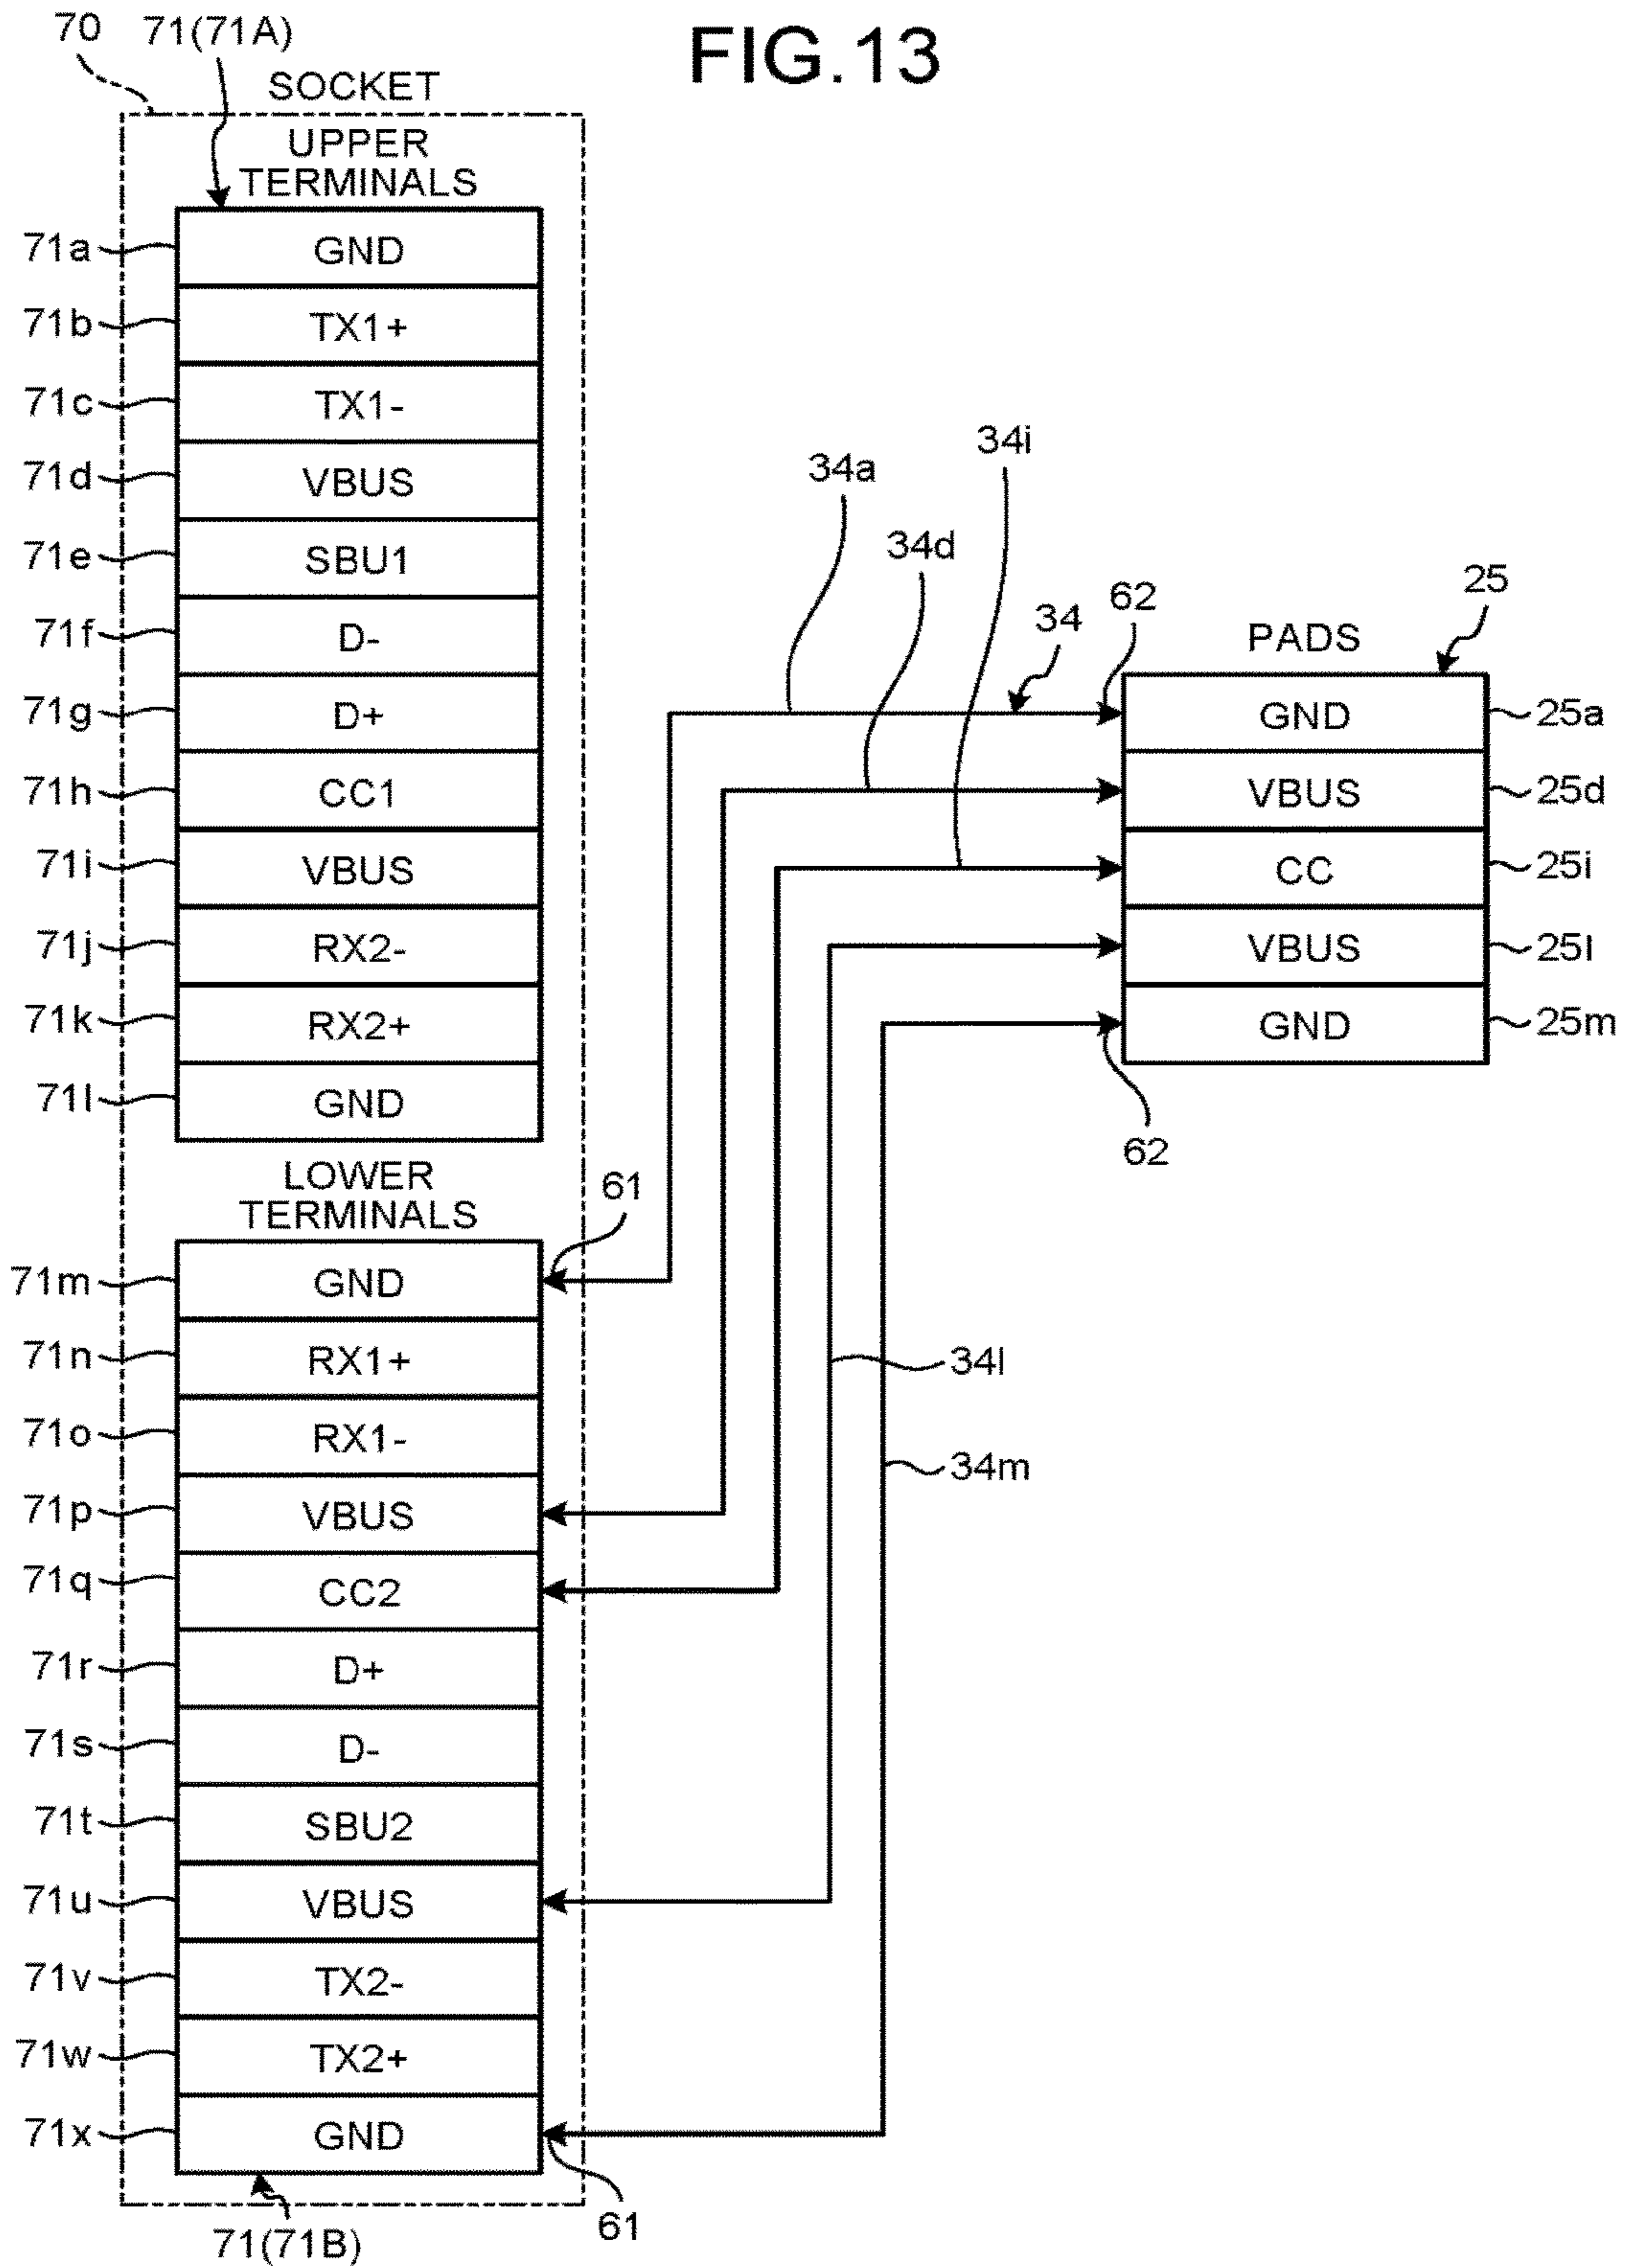 FIG.13
70
71(71A)
SOCKET
UPPER
TERMINALS
71a GND
71b TX1+
71c TX1-
71d VBUS
71e SBU1
71f D-
71g D+
71h CC1
71i VBUS
71j RX2-
71k RX2+
71l GND
LOWER
TERMINALS
61
71m GND
71n RX1+
71o RX1-
71p VBUS
71q CC2
71r D+
71s D-
71t SBU2
71u VBUS
71v TX2-
71w TX2+
71x GND
71(71B)
61
34a
34d
34i
34
62
34l
34m
25
PADS
GND 25a
VBUS 25d
CC 25i
VBUS 25l
GND 25m
62